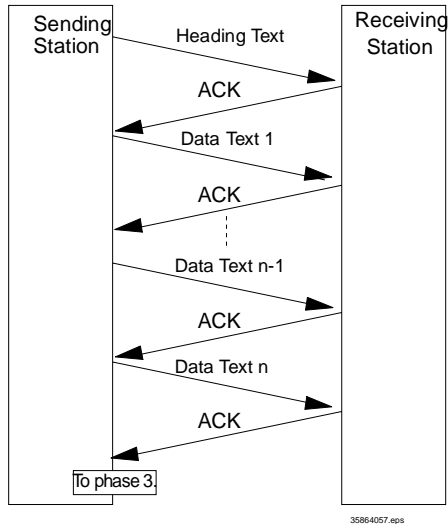 Sending
Station
Receiving
Station
Heading Text
ACK
Data Text 1
ACK
Data Text n-1
ACK
Data Text n
ACK
To phase 3.
35864057.eps